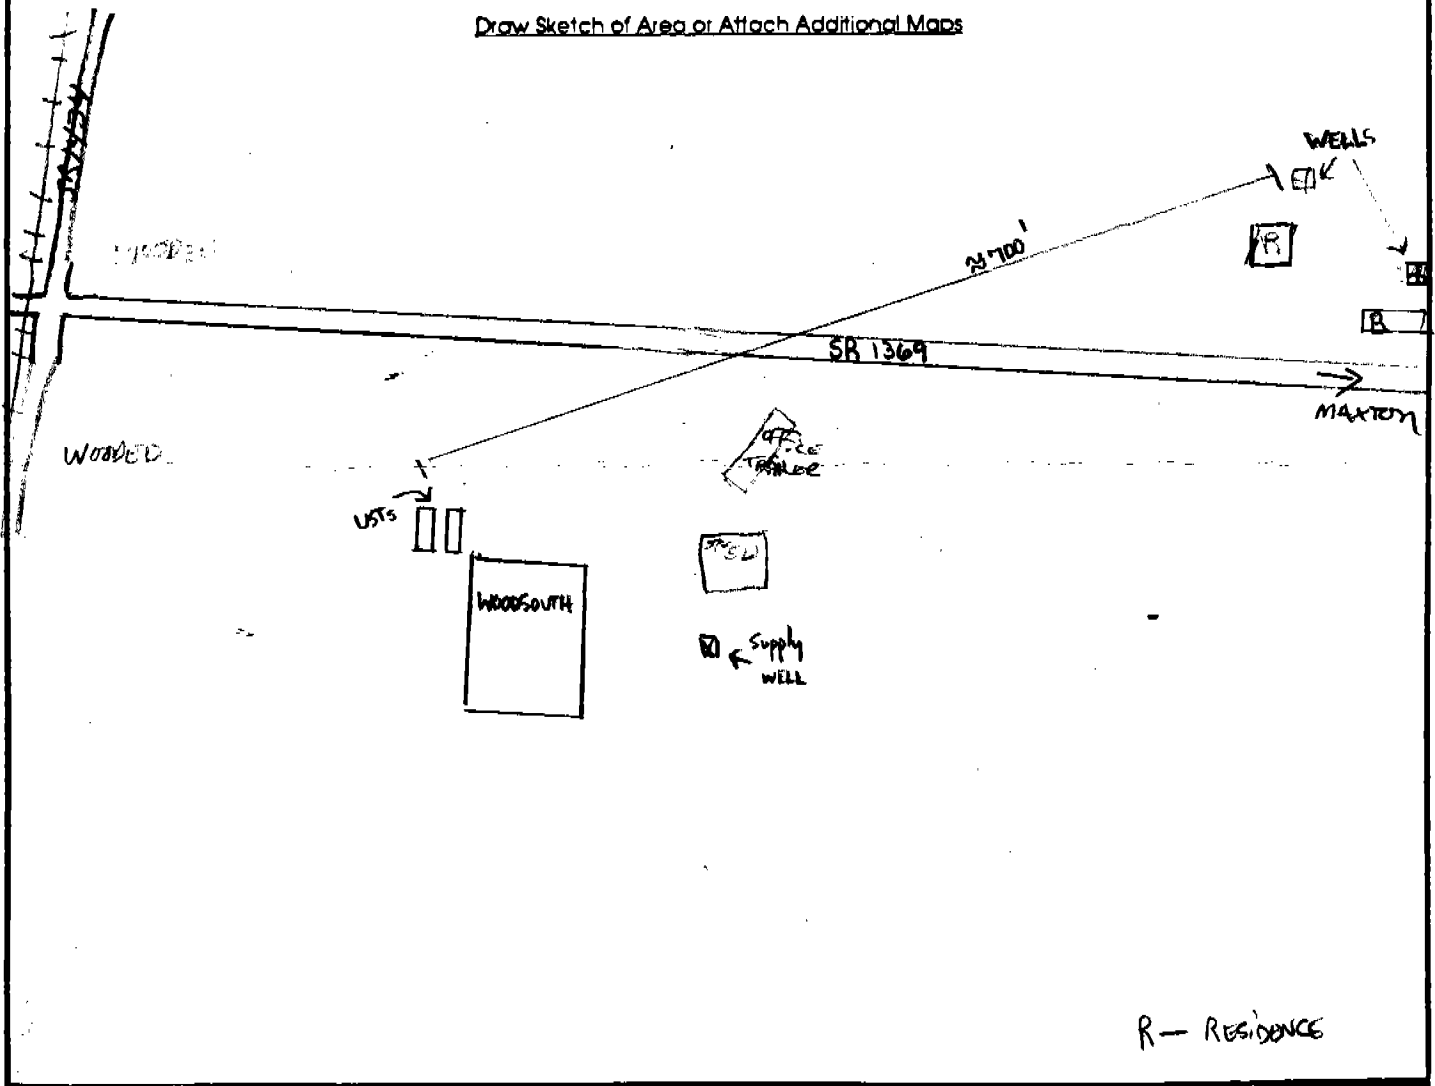 Draw Sketch of Area or Attach Additional Maps
WELLS
R
≈ 700'
R
SR 1369
MAXTON
WOODED
OFFICE
TRAILER
USTs
WOODSOUTH
Supply
WELL
R — RESIDENCE